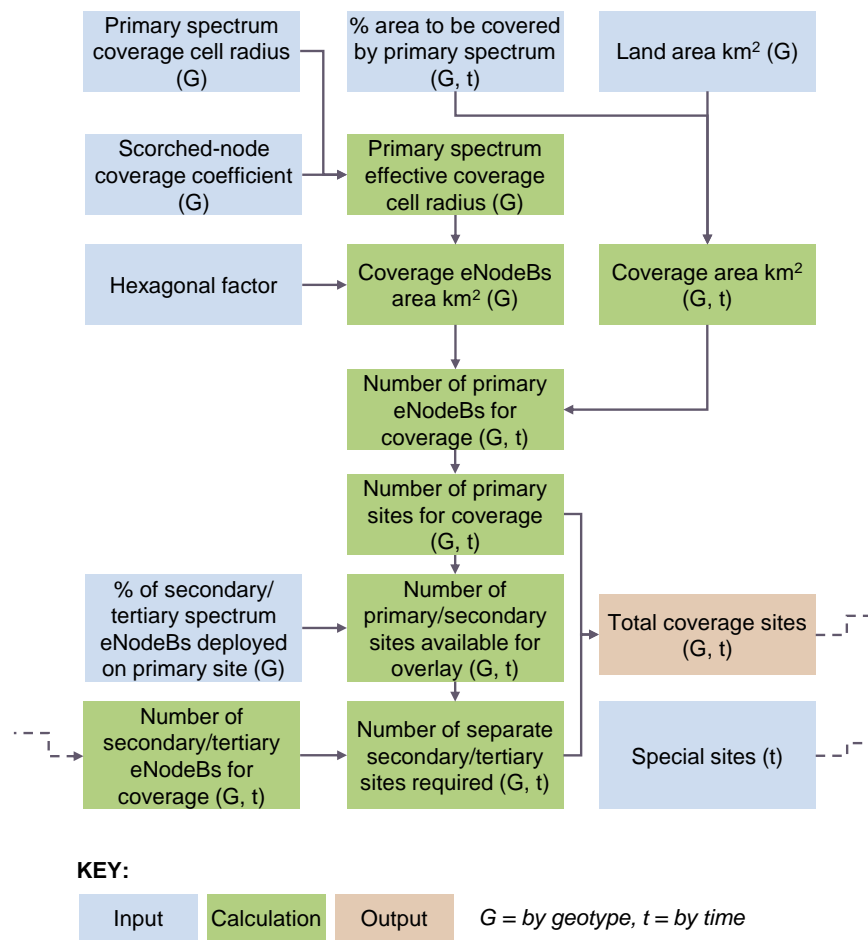 Primary spectrum
coverage cell radius
(G)
% area to be covered
by primary spectrum
(G, t)
Land area km² (G)
Scorched-node
coverage coefficient
(G)
Primary spectrum
effective coverage
cell radius (G)
Hexagonal factor
Coverage eNodeBs
area km² (G)
Coverage area km²
(G, t)
Number of primary
eNodeBs for
coverage (G, t)
Number of primary
sites for coverage
(G, t)
% of secondary/
tertiary spectrum
eNodeBs deployed
on primary site (G)
Number of
primary/secondary
sites available for
overlay (G, t)
Total coverage sites
(G, t)
Number of
secondary/tertiary
eNodeBs for
coverage (G, t)
Number of separate
secondary/tertiary
sites required (G, t)
Special sites (t)
KEY:
Input
Calculation
Output
G = by geotype, t = by time